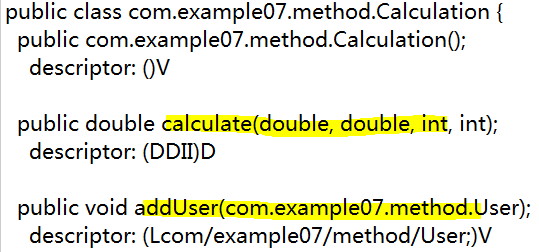 public class com.example07.method.Calculation {
public com.example07.method.Calculation();
descriptor: ()V
public double calculate(double, double, int, int);
descriptor: (DDII)D
public void addUser(com.example07.method.User);
descriptor: (Lcom/example07/method/User;)V